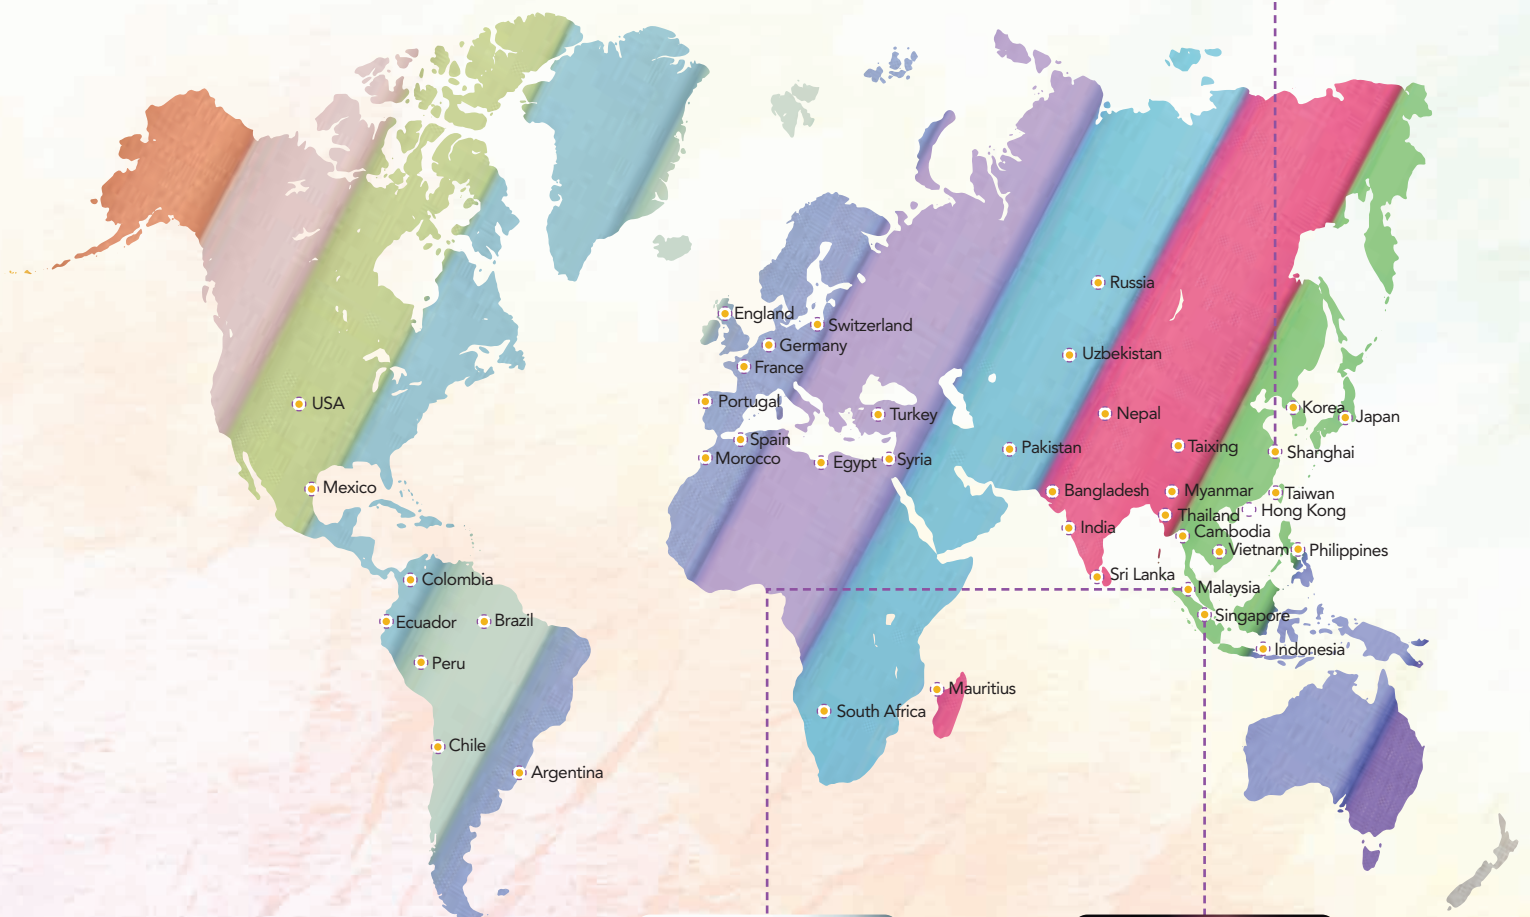 Russia
England
Switzerland
Germany
Uzbekistan
France
USA
Portugal
Turkey
Nepal
Korea
Japan
Spain
Pakistan
Taixing
Shanghai
Morocco
Egypt
Syria
Mexico
Bangladesh
Myanmar
Taiwan
Hong Kong
Thailand
India
Cambodia
Vietnam
Philippines
Colombia
Sri Lanka
Malaysia
Ecuador
Brazil
Singapore
Indonesia
Peru
Mauritius
South Africa
Chile
Argentina